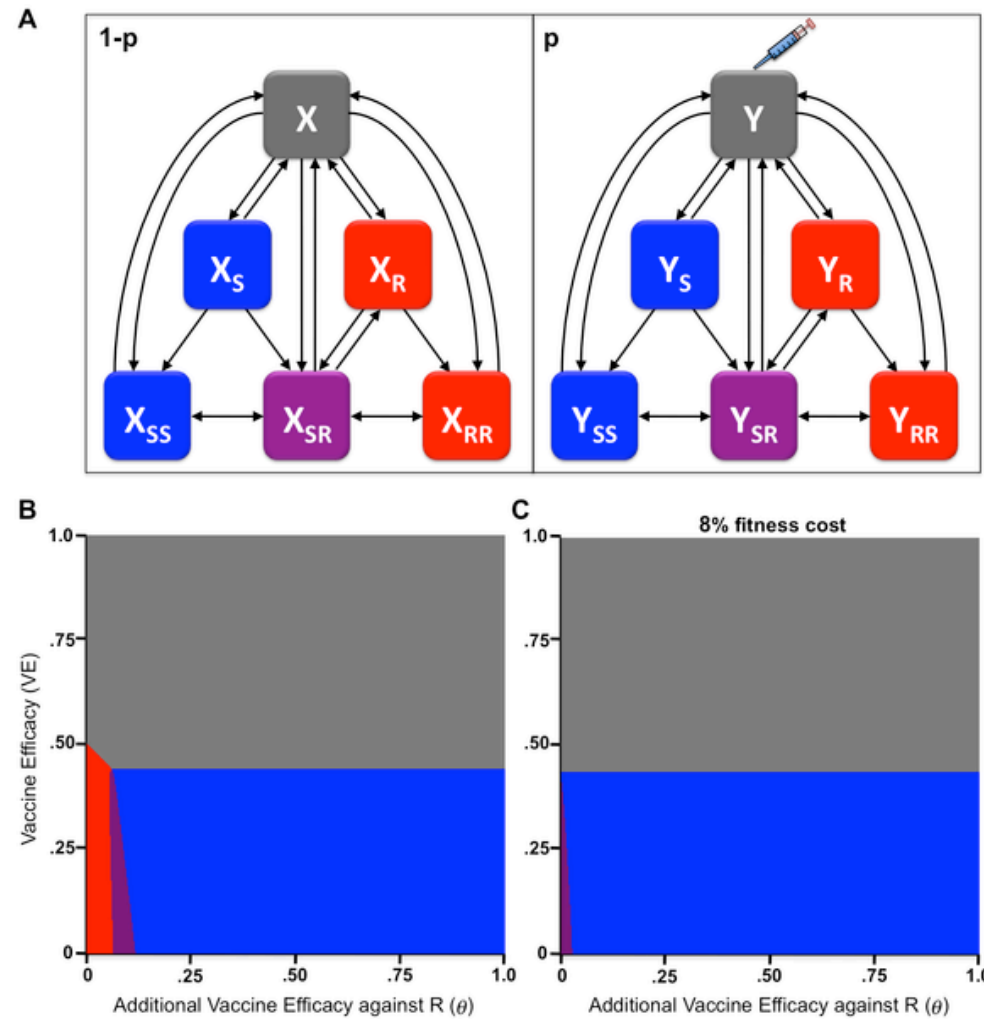 A
1-p
p
X
Y
X_S
X_R
Y_S
Y_R
X_SS
X_SR
X_RR
Y_SS
Y_SR
Y_RR
B
C
8% fitness cost
1.0
.75
.50
.25
0
Vaccine Efficacy (VE)
0 .25 .50 .75 1.0
Additional Vaccine Efficacy against R (θ)
1.0
.75
.50
.25
0
0 .25 .50 .75 1.0
Additional Vaccine Efficacy against R (θ)